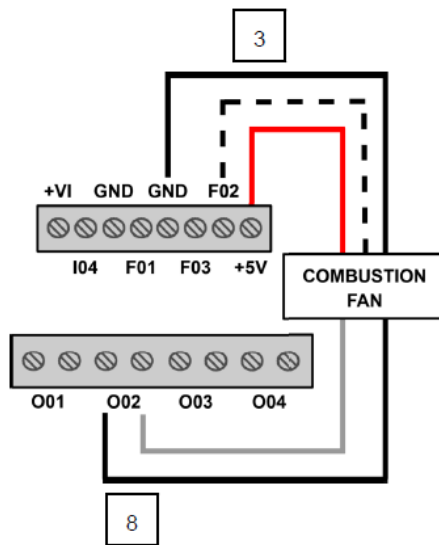 3
+VI GND GND F02
I04 F01 F03 +5V
COMBUSTION
FAN
O01 O02 O03 O04
8